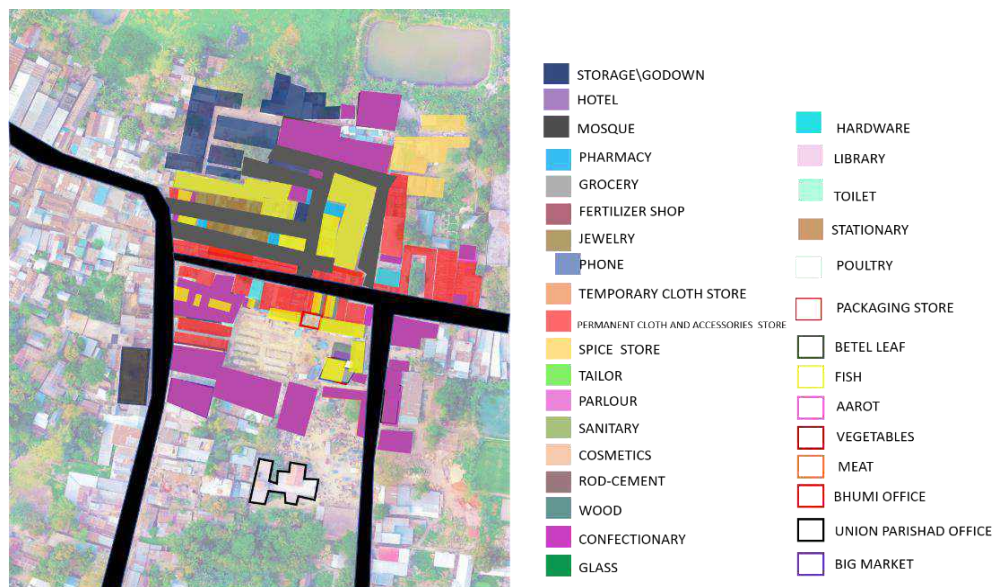 STORAGE\GODOWN
HOTEL
MOSQUE
PHARMACY
GROCERY
FERTILIZER SHOP
JEWELRY
PHONE
TEMPORARY CLOTH STORE
PERMANENT CLOTH AND ACCESSORIES STORE
SPICE STORE
TAILOR
PARLOUR
SANITARY
COSMETICS
ROD-CEMENT
WOOD
CONFECTIONARY
GLASS
HARDWARE
LIBRARY
TOILET
STATIONARY
POULTRY
PACKAGING STORE
BETEL LEAF
FISH
AAROT
VEGETABLES
MEAT
BHUMI OFFICE
UNION PARISHAD OFFICE
BIG MARKET